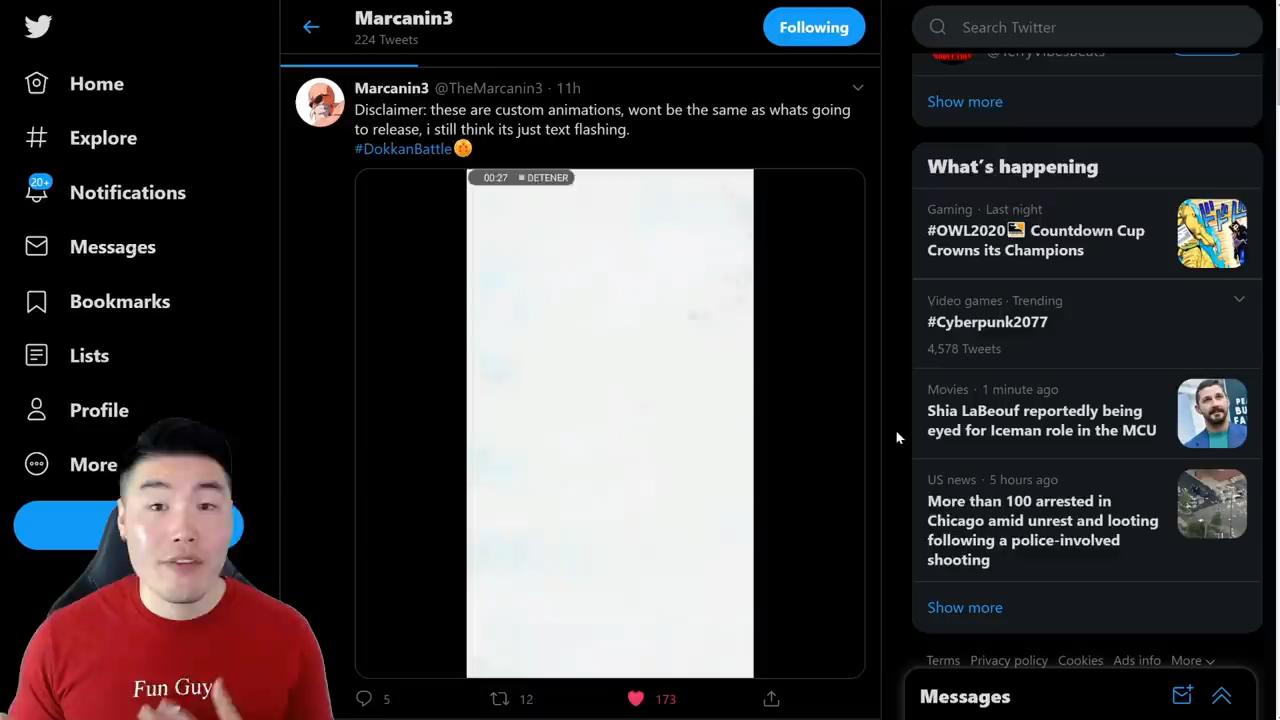 Home
Explore
20+
Notifications
Messages
Bookmarks
Lists
Profile
More
Fun Guy
Marcanin3
224 Tweets
Following
Marcanin3 @TheMarcanin3 · 11h
Disclaimer: these are custom animations, wont be the same as whats going
to release, i still think its just text flashing.
#DokkanBattle
00:27 DETENER
5
12
173
Search Twitter
@TerryVibesBeats
Show more
What's happening
Gaming · Last night
#OWL2020 Countdown Cup
Crowns its Champions
Video games · Trending
#Cyberpunk2077
4,578 Tweets
Movies · 1 minute ago
Shia LaBeouf reportedly being
eyed for Iceman role in the MCU
US news · 5 hours ago
More than 100 arrested in
Chicago amid unrest and looting
following a police-involved
shooting
Show more
Terms Privacy policy Cookies Ads info More
Messages